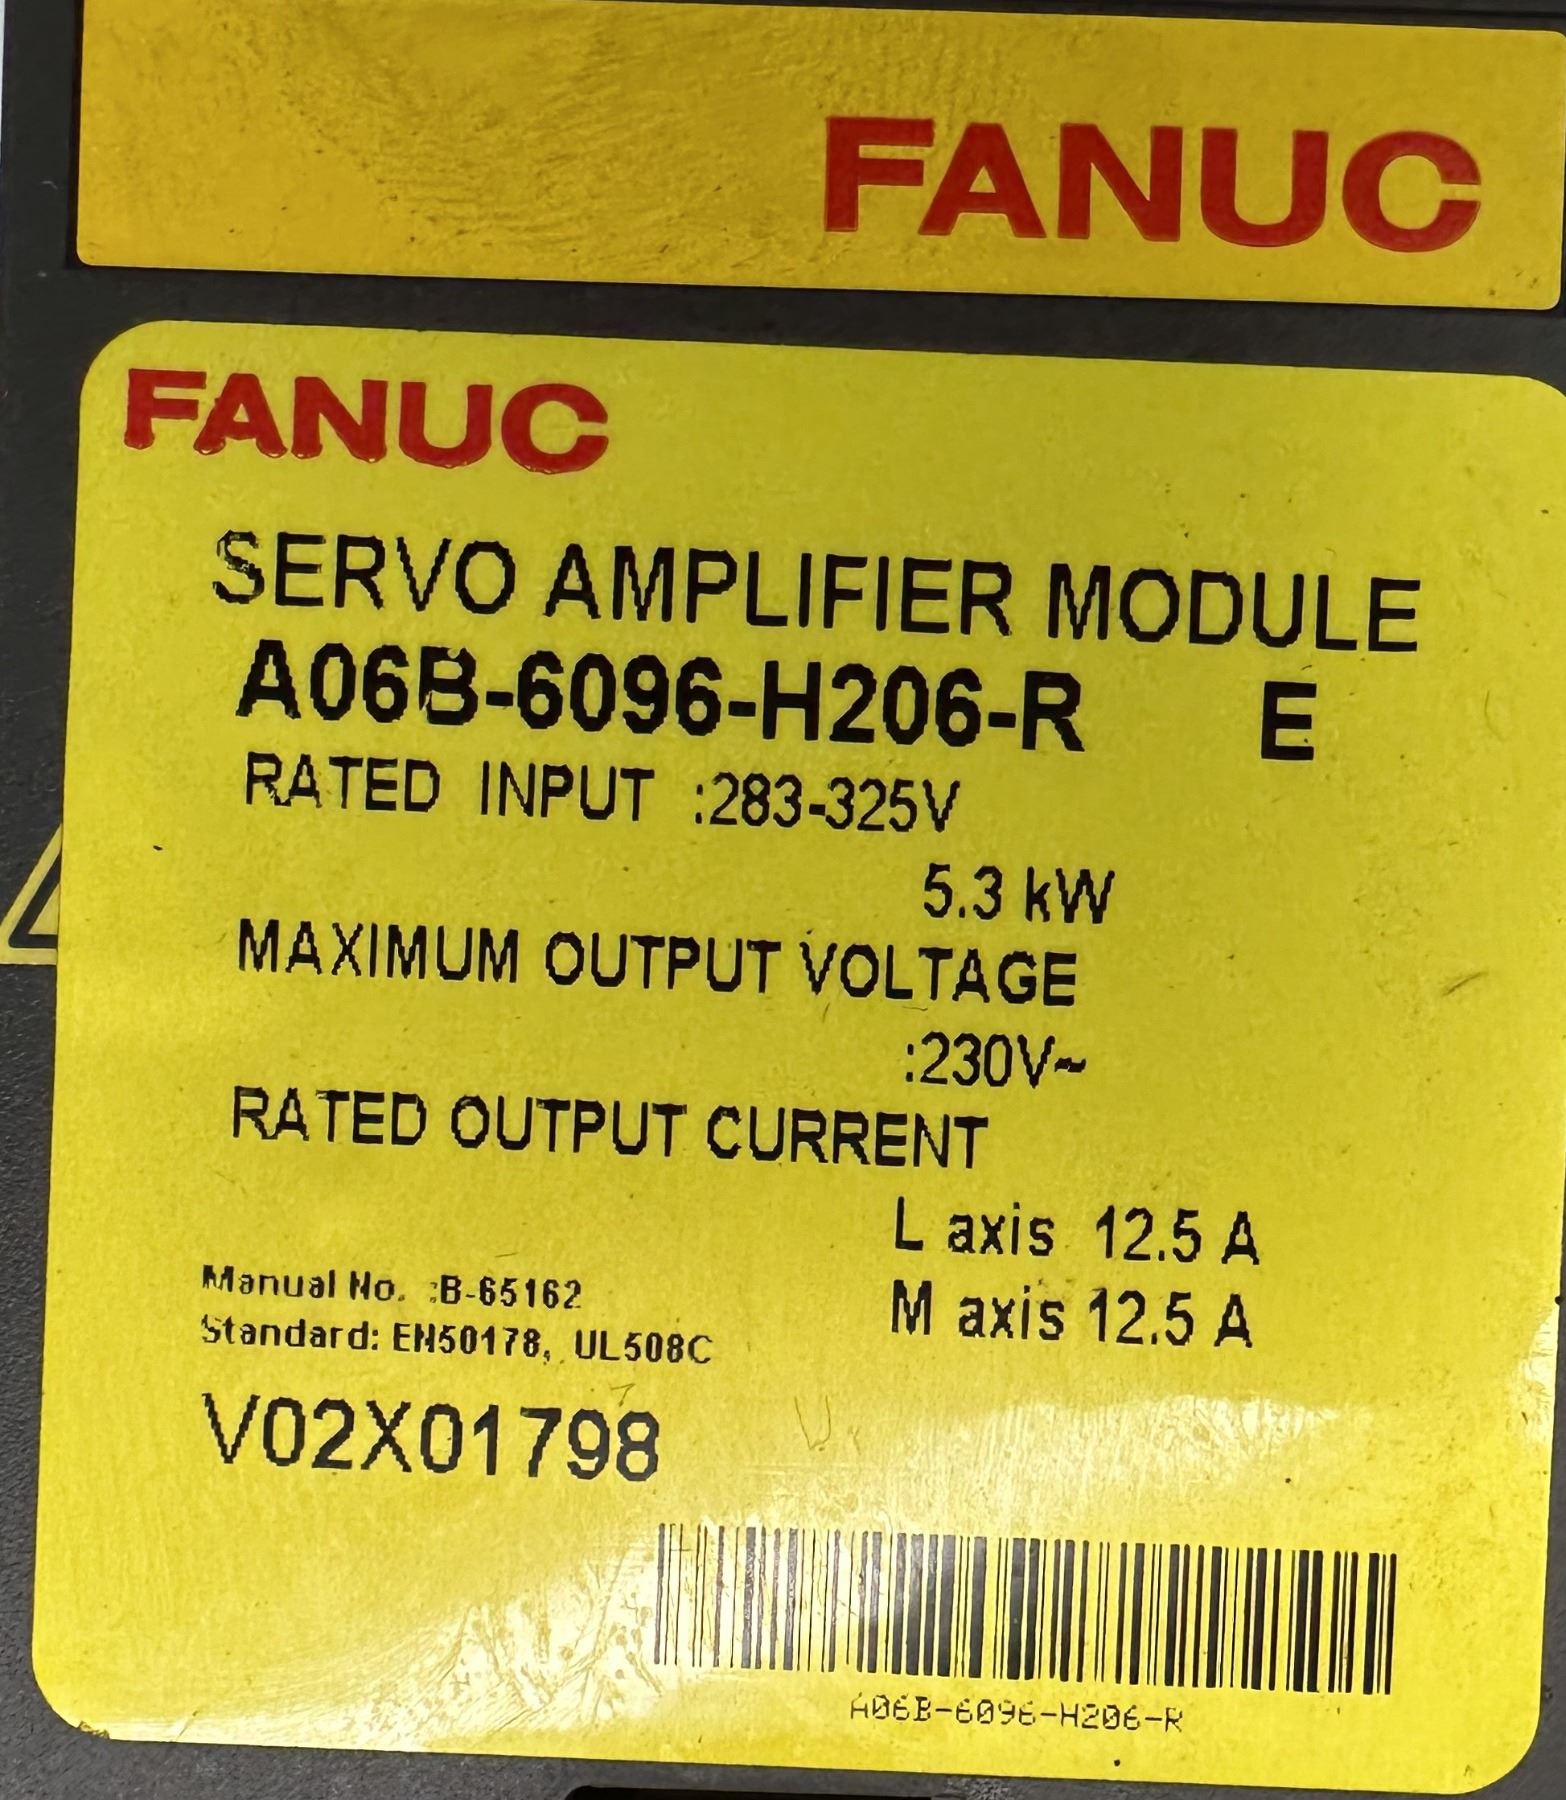 FANUC
FANUC
SERVO AMPLIFIER MODULE
A06B-6096-H206-R E
RATED INPUT :283-325V
5.3 kW
MAXIMUM OUTPUT VOLTAGE
:230V~
RATED OUTPUT CURRENT
L axis 12.5 A
M axis 12.5 A
Manual No. :B-65162
Standard: EN50178, UL508C
V02X01798
A06B-6096-H206-R